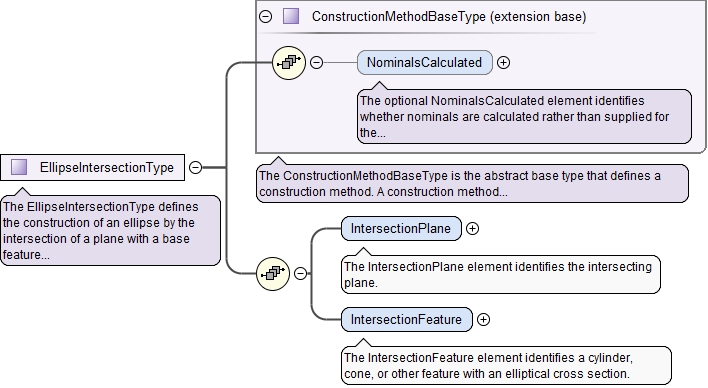 ConstructionMethodBaseType (extension base)
NominalsCalculated
The optional NominalsCalculated element identifies
whether nominals are calculated rather than supplied for
the...
EllipseIntersectionType
The EllipseIntersectionType defines
the construction of an ellipse by the
intersection of a plane with a base
feature...
The ConstructionMethodBaseType is the abstract base type that defines a
construction method. A construction method...
IntersectionPlane
The IntersectionPlane element identifies the intersecting
plane.
IntersectionFeature
The IntersectionFeature element identifies a cylinder,
cone, or other feature with an elliptical cross section.